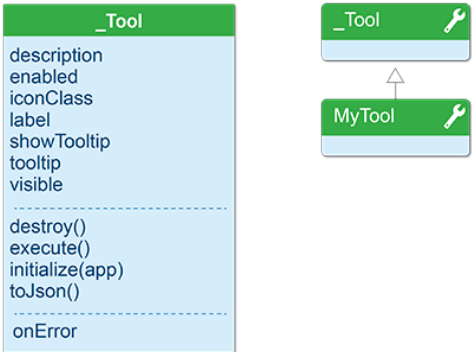 _Tool
description
enabled
iconClass
label
showTooltip
tooltip
visible
destroy()
execute()
initialize(app)
toJson()
onError
_Tool
MyTool